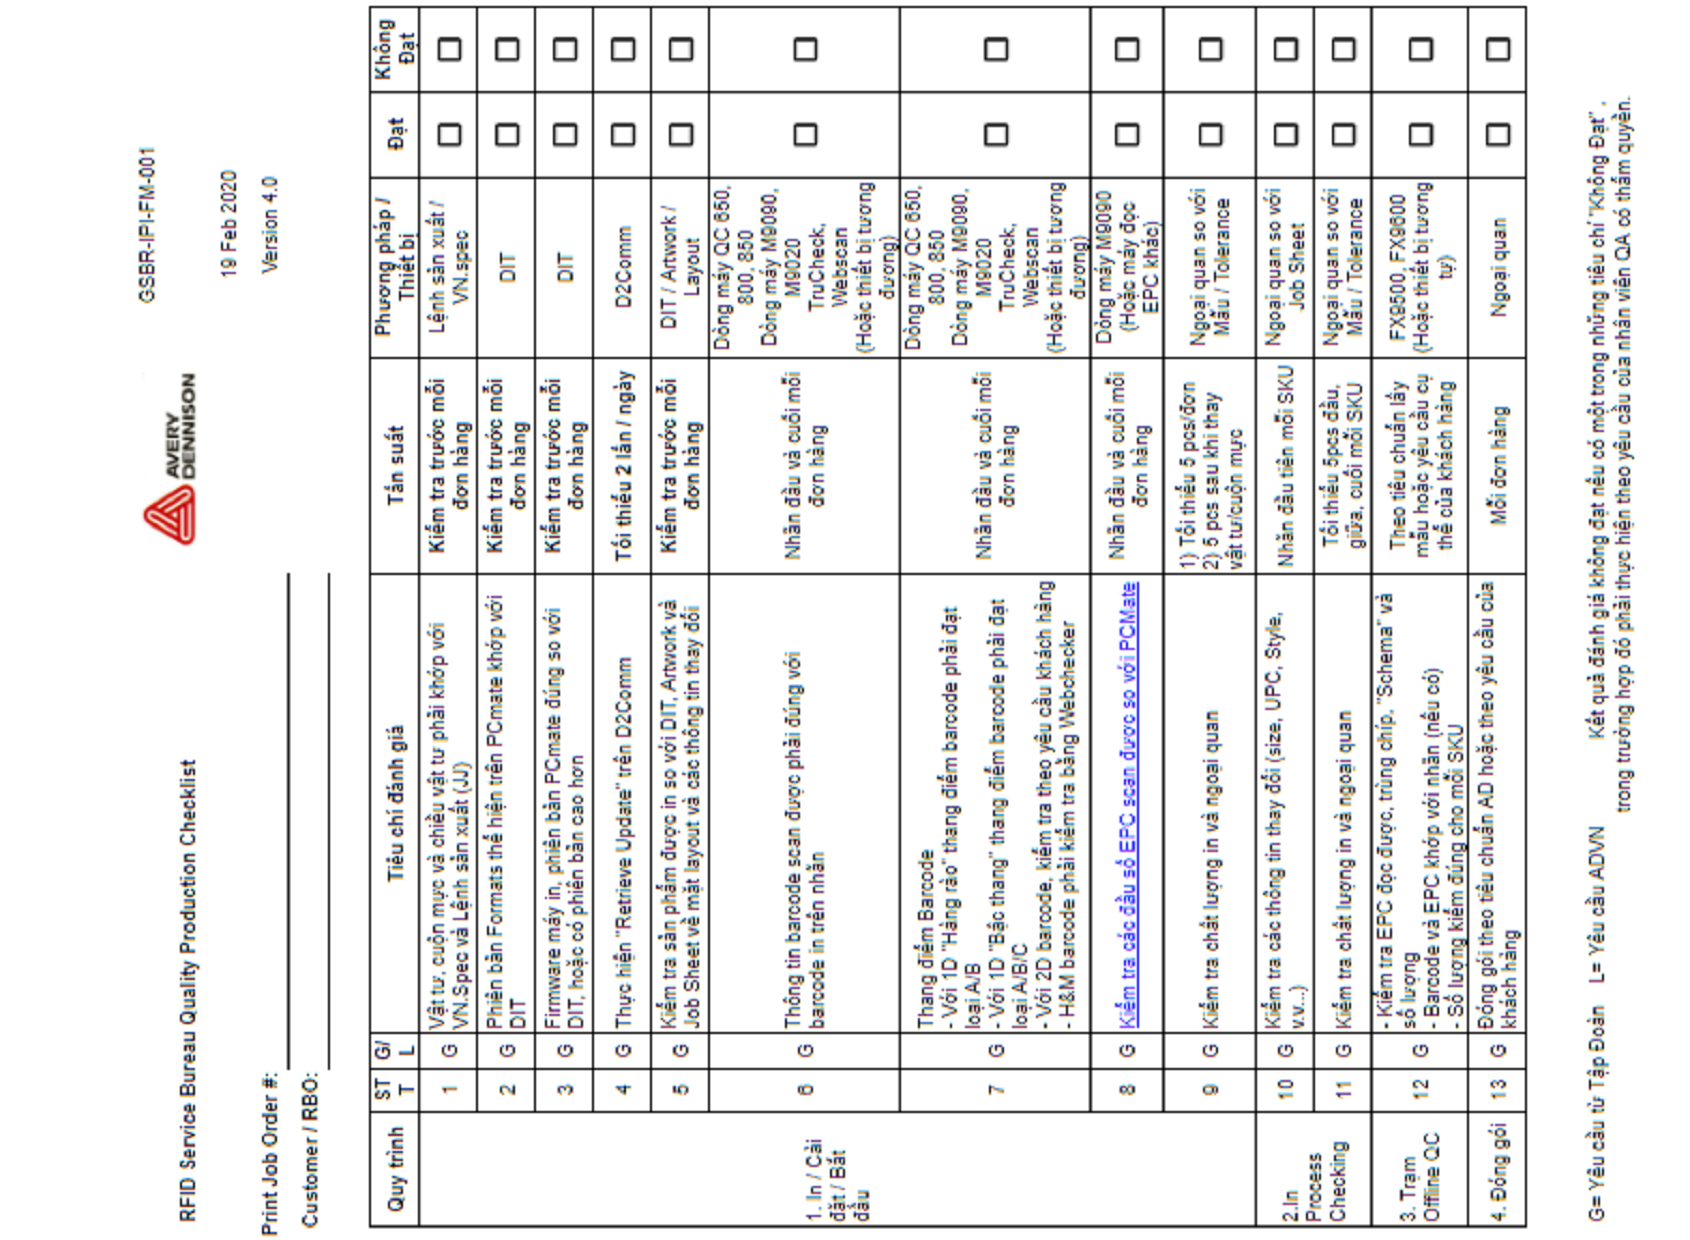 GSBR-IPI-FM-001
AVERY
DENNISON
RFID Service Bureau Quality Production Checklist
19 Feb 2020
Print Job Order #:
Version 4.0
Customer / RBO:
Quy trình
ST
T
G/
L
Tiêu chí đánh giá
Tần suất
Phương pháp /
Thiết bị
Đạt
Không
Đạt
1. In / Cài
đặt / Bắt
đầu
1
G
Vật tư, cuộn mực và chiều vật tư phải khớp với
VN.Spec và Lệnh sản xuất (JJ)
Kiểm tra trước mỗi
đơn hàng
Lệnh sản xuất /
VN.spec
2
G
Phiên bản Formats thể hiện trên PCmate khớp với
DIT
Kiểm tra trước mỗi
đơn hàng
DIT
3
G
Firmware máy in, phiên bản PCmate đúng so với
DIT, hoặc có phiên bản cao hơn
Kiểm tra trước mỗi
đơn hàng
DIT
4
G
Thực hiện "Retrieve Update" trên D2Comm
Tối thiểu 2 lần / ngày
D2Comm
5
G
Kiểm tra sản phẩm được in so với DIT, Artwork và
Job Sheet về mặt layout và các thông tin thay đổi
Kiểm tra trước mỗi
đơn hàng
DIT / Artwork /
Layout
6
G
Thông tin barcode scan được phải đúng với
barcode in trên nhãn
Nhãn đầu và cuối mỗi
đơn hàng
Dòng máy QC 650,
800, 850
Dòng máy M9090,
M9020
TruCheck,
Webscan
(Hoặc thiết bị tương
đương)
7
G
Thang điểm Barcode
- Với 1D "Hàng rào" thang điểm barcode phải đạt
loại A/B
- Với 1D "Bậc thang" thang điểm barcode phải đạt
loại A/B/C
- Với 2D barcode, kiểm tra theo yêu cầu khách hàng
- H&M barcode phải kiểm tra bằng Webchecker
Nhãn đầu và cuối mỗi
đơn hàng
Dòng máy QC 650,
800, 850
Dòng máy M9090,
M9020
TruCheck,
Webscan
(Hoặc thiết bị tương
đương)
8
G
Kiểm tra các đầu số EPC scan được so với PCMate
Nhãn đầu và cuối mỗi
đơn hàng
Dòng máy M9090
(Hoặc máy đọc
EPC khác)
9
G
Kiểm tra chất lượng in và ngoại quan
1) Tối thiểu 5 pcs/đơn
2) 5 pcs sau khi thay
vật tư/cuộn mực
Ngoại quan so với
Mẫu / Tolerance
2.In
Process
Checking
10
G
Kiểm tra các thông tin thay đổi (size, UPC, Style,
v.v...)
Nhãn đầu tiên mỗi SKU
Ngoại quan so với
Job Sheet
11
G
Kiểm tra chất lượng in và ngoại quan
Tối thiểu 5pcs đầu,
giữa, cuối mỗi SKU
Ngoại quan so với
Mẫu / Tolerance
3. Trạm
Offline QC
12
G
- Kiểm tra EPC đọc được, trùng chíp, "Schema" và
số lượng
- Barcode và EPC khớp với nhãn (nếu có)
- Số lượng kiểm đúng cho mỗi SKU
Theo tiêu chuẩn lấy
mẫu hoặc yêu cầu cụ
thể của khách hàng
FX9500, FX9600
(Hoặc thiết bị tương
tự)
4. Đóng gói
13
G
Đóng gói theo tiêu chuẩn AD hoặc theo yêu cầu của
khách hàng
Mỗi đơn hàng
Ngoại quan
G= Yêu cầu từ Tập Đoàn L= Yêu cầu ADVN Kết quả đánh giá không đạt nếu có một trong những tiêu chí "Không Đạt" ,
trong trường hợp đó phải thực hiện theo yêu cầu của nhân viên QA có thẩm quyền.